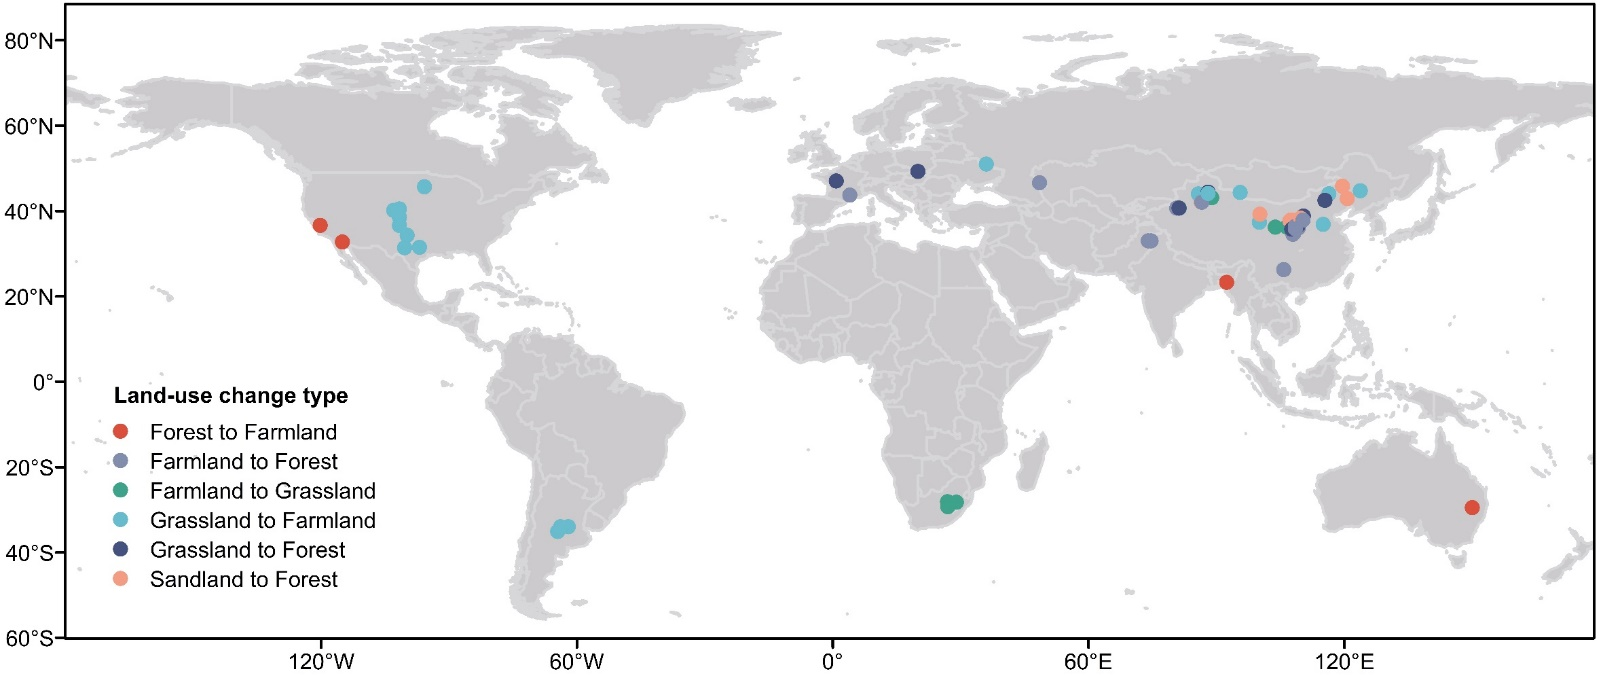 80°N
60°N
40°N
20°N
0°
20°S
40°S
60°S
Land-use change type
Forest to Farmland
Farmland to Forest
Farmland to Grassland
Grassland to Farmland
Grassland to Forest
Sandland to Forest
120°W
60°W
0°
60°E
120°E